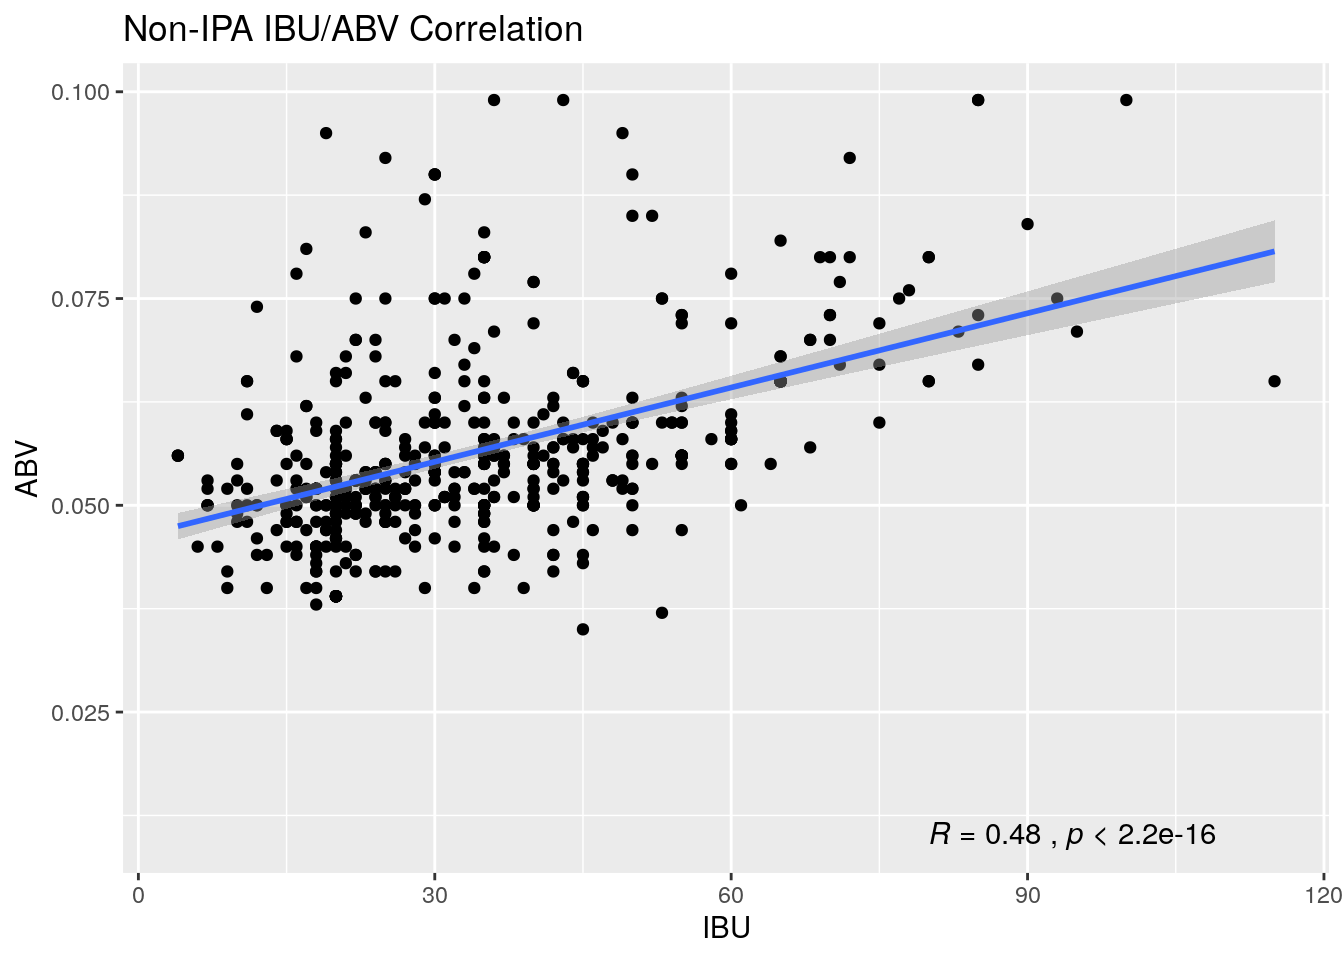 Non-IPA IBU/ABV Correlation
0.100
0.075
0.050
0.025
ABV
R = 0.48 , p < 2.2e-16
0 30 60 90 120
IBU